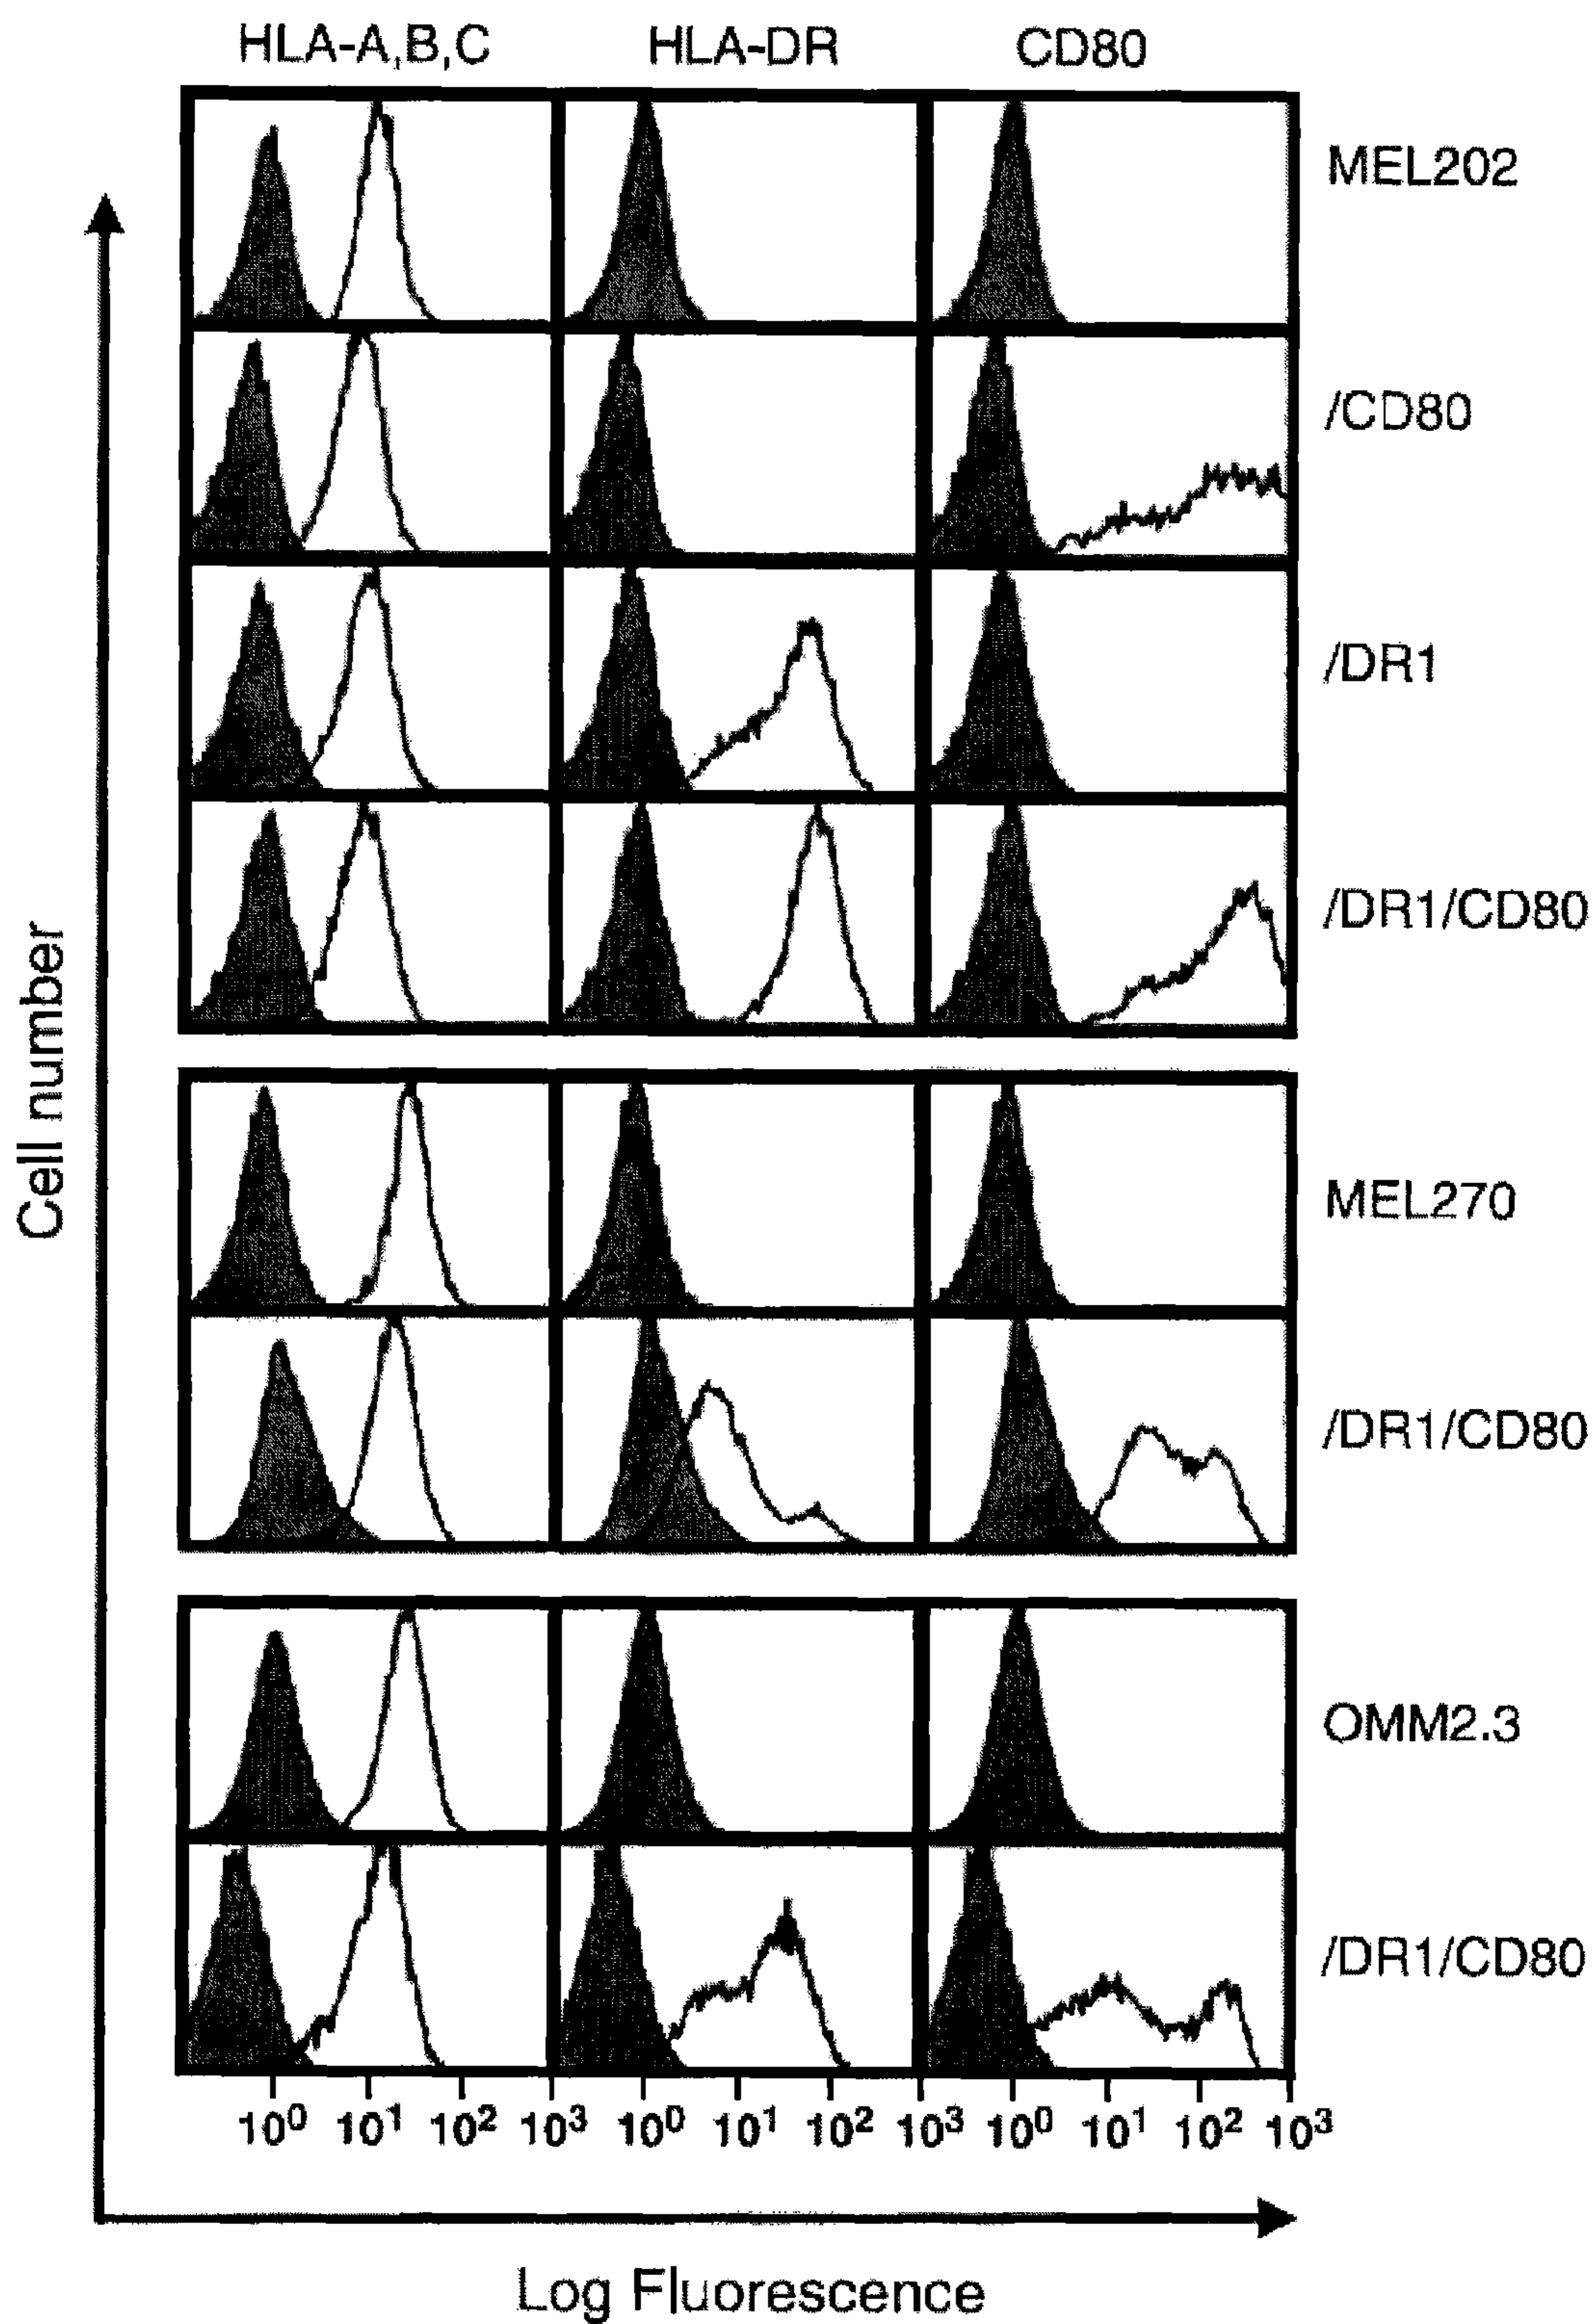 HLA-A,B,C HLA-DR CD80
MEL202
/CD80
/DR1
/DR1/CD80
Cell number
MEL270
/DR1/CD80
OMM2.3
/DR1/CD80
10⁰ 10¹ 10² 10³ 10⁰ 10¹ 10² 10³ 10⁰ 10¹ 10² 10³
Log Fluorescence